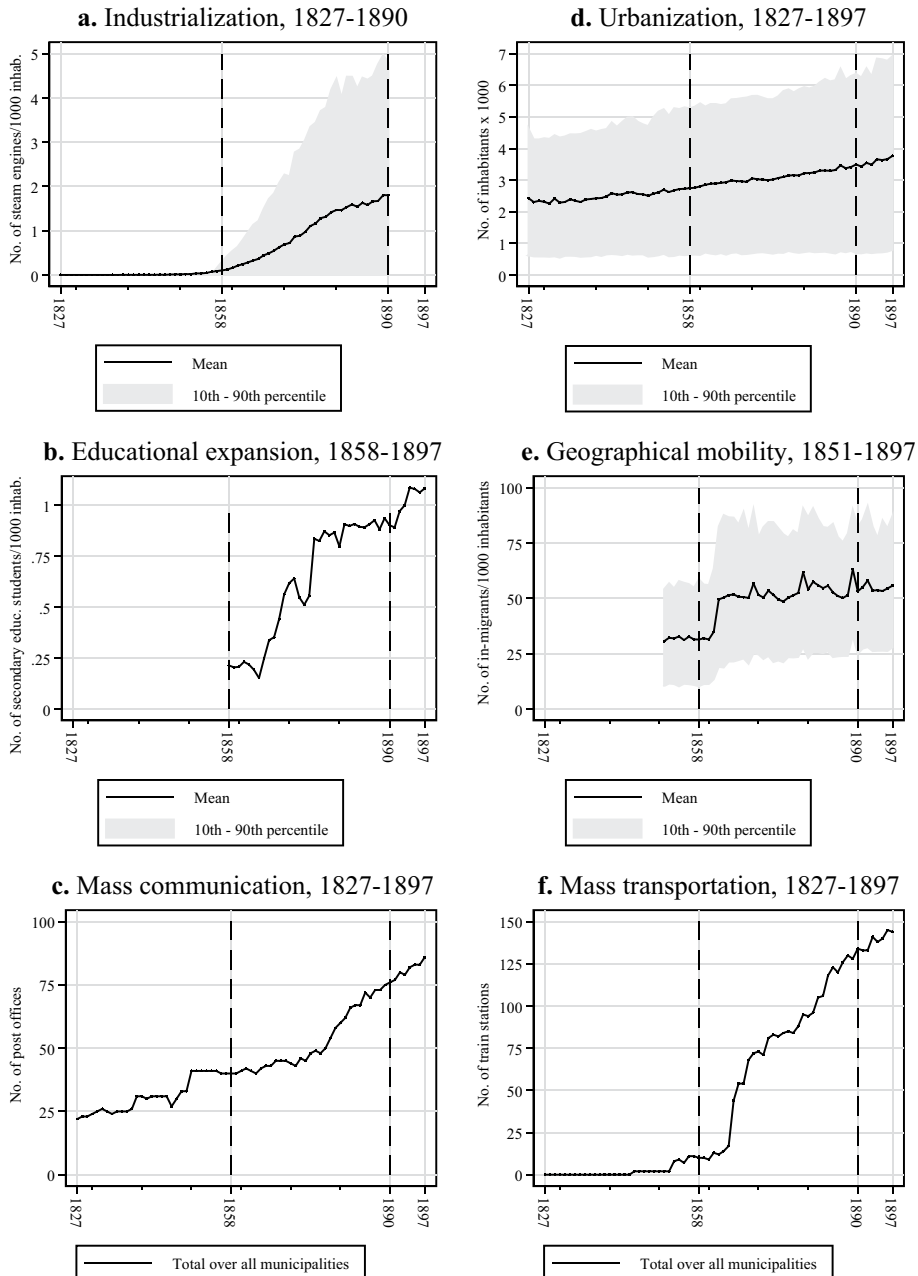 a. Industrialization, 1827-1890
No. of steam engines/1000 inhab.
5
4
3
2
1
0
1827
1858
1890
1897
Mean
10th - 90th percentile
d. Urbanization, 1827-1897
No. of inhabitants x 1000
7
6
5
4
3
2
1
0
1827
1858
1890
1897
Mean
10th - 90th percentile
b. Educational expansion, 1858-1897
No. of secondary educ. students/1000 inhab.
1
.75
.5
.25
0
1827
1858
1890
1897
Mean
10th - 90th percentile
e. Geographical mobility, 1851-1897
No. of in-migrants/1000 inhabitants
100
75
50
25
0
1827
1858
1890
1897
Mean
10th - 90th percentile
c. Mass communication, 1827-1897
No. of post offices
100
75
50
25
0
1827
1858
1890
1897
Total over all municipalities
f. Mass transportation, 1827-1897
No. of train stations
150
125
100
75
50
25
0
1827
1858
1890
1897
Total over all municipalities